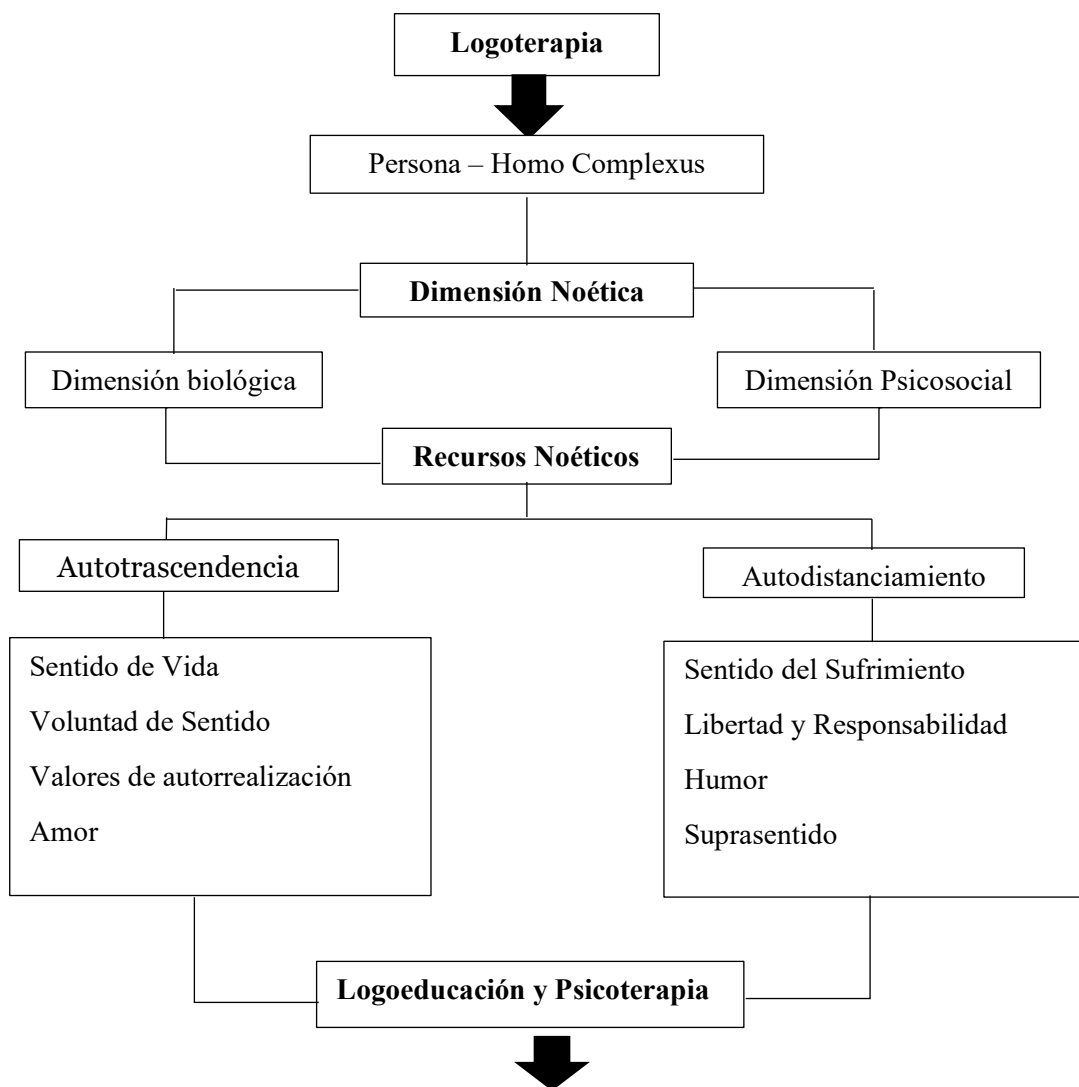 Logoterapia
Persona – Homo Complexus
Dimensión Noética
Dimensión biológica
Dimensión Psicosocial
Recursos Noéticos
Autotrascendencia
Autodistanciamiento
Sentido de Vida
Voluntad de Sentido
Valores de autorrealización
Amor
Sentido del Sufrimiento
Libertad y Responsabilidad
Humor
Suprasentido
Logoeducación y Psicoterapia